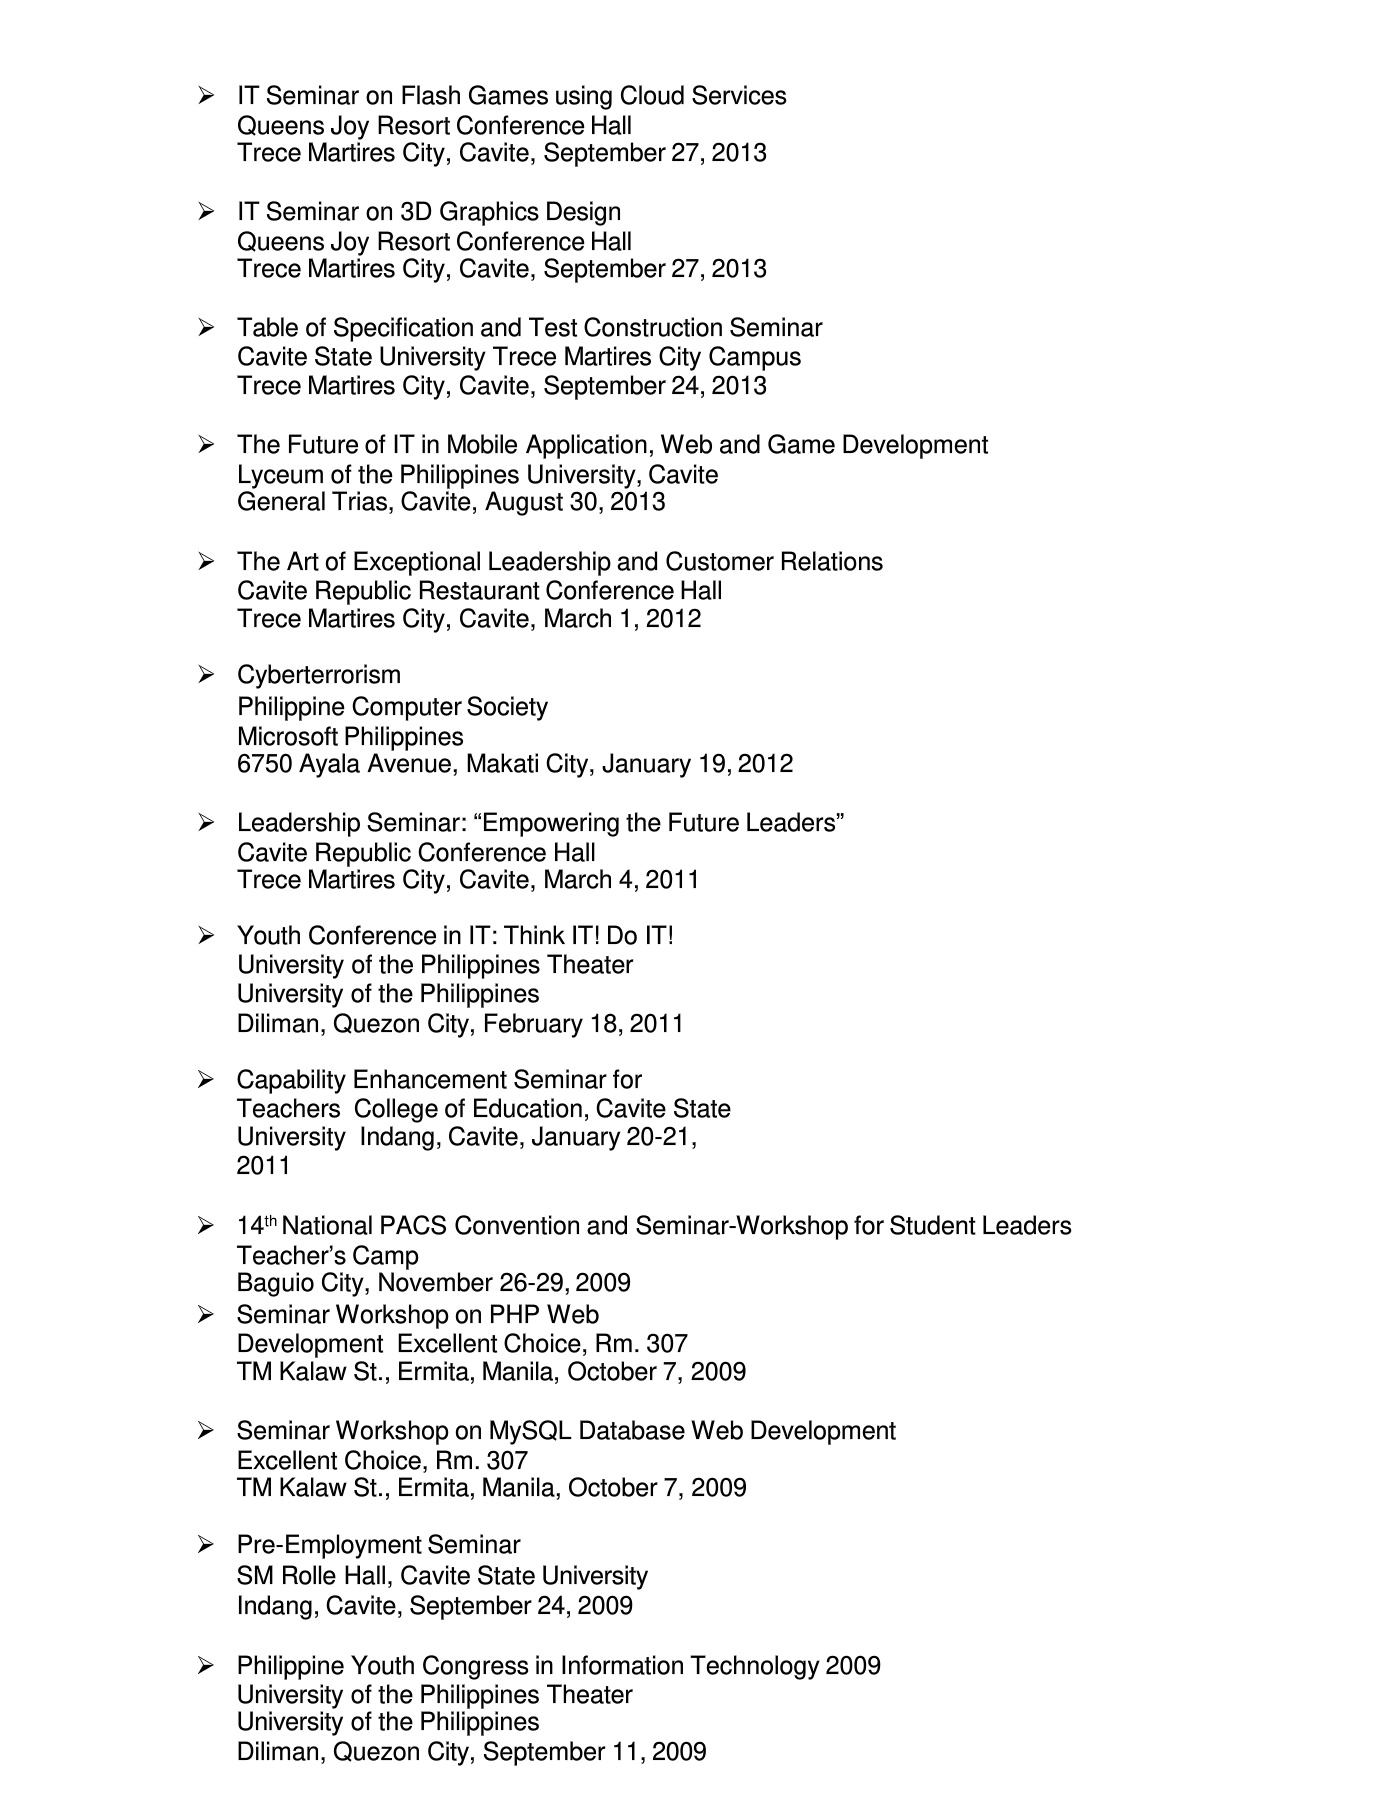 ➢ IT Seminar on Flash Games using Cloud Services
Queens Joy Resort Conference Hall
Trece Martires City, Cavite, September 27, 2013
➢ IT Seminar on 3D Graphics Design
Queens Joy Resort Conference Hall
Trece Martires City, Cavite, September 27, 2013
➢ Table of Specification and Test Construction Seminar
Cavite State University Trece Martires City Campus
Trece Martires City, Cavite, September 24, 2013
➢ The Future of IT in Mobile Application, Web and Game Development
Lyceum of the Philippines University, Cavite
General Trias, Cavite, August 30, 2013
➢ The Art of Exceptional Leadership and Customer Relations
Cavite Republic Restaurant Conference Hall
Trece Martires City, Cavite, March 1, 2012
➢ Cyberterrorism
Philippine Computer Society
Microsoft Philippines
6750 Ayala Avenue, Makati City, January 19, 2012
➢ Leadership Seminar: “Empowering the Future Leaders”
Cavite Republic Conference Hall
Trece Martires City, Cavite, March 4, 2011
➢ Youth Conference in IT: Think IT! Do IT!
University of the Philippines Theater
University of the Philippines
Diliman, Quezon City, February 18, 2011
➢ Capability Enhancement Seminar for
Teachers College of Education, Cavite State
University Indang, Cavite, January 20-21,
2011
➢ 14th National PACS Convention and Seminar-Workshop for Student Leaders
Teacher’s Camp
Baguio City, November 26-29, 2009
➢ Seminar Workshop on PHP Web
Development Excellent Choice, Rm. 307
TM Kalaw St., Ermita, Manila, October 7, 2009
➢ Seminar Workshop on MySQL Database Web Development
Excellent Choice, Rm. 307
TM Kalaw St., Ermita, Manila, October 7, 2009
➢ Pre-Employment Seminar
SM Rolle Hall, Cavite State University
Indang, Cavite, September 24, 2009
➢ Philippine Youth Congress in Information Technology 2009
University of the Philippines Theater
University of the Philippines
Diliman, Quezon City, September 11, 2009